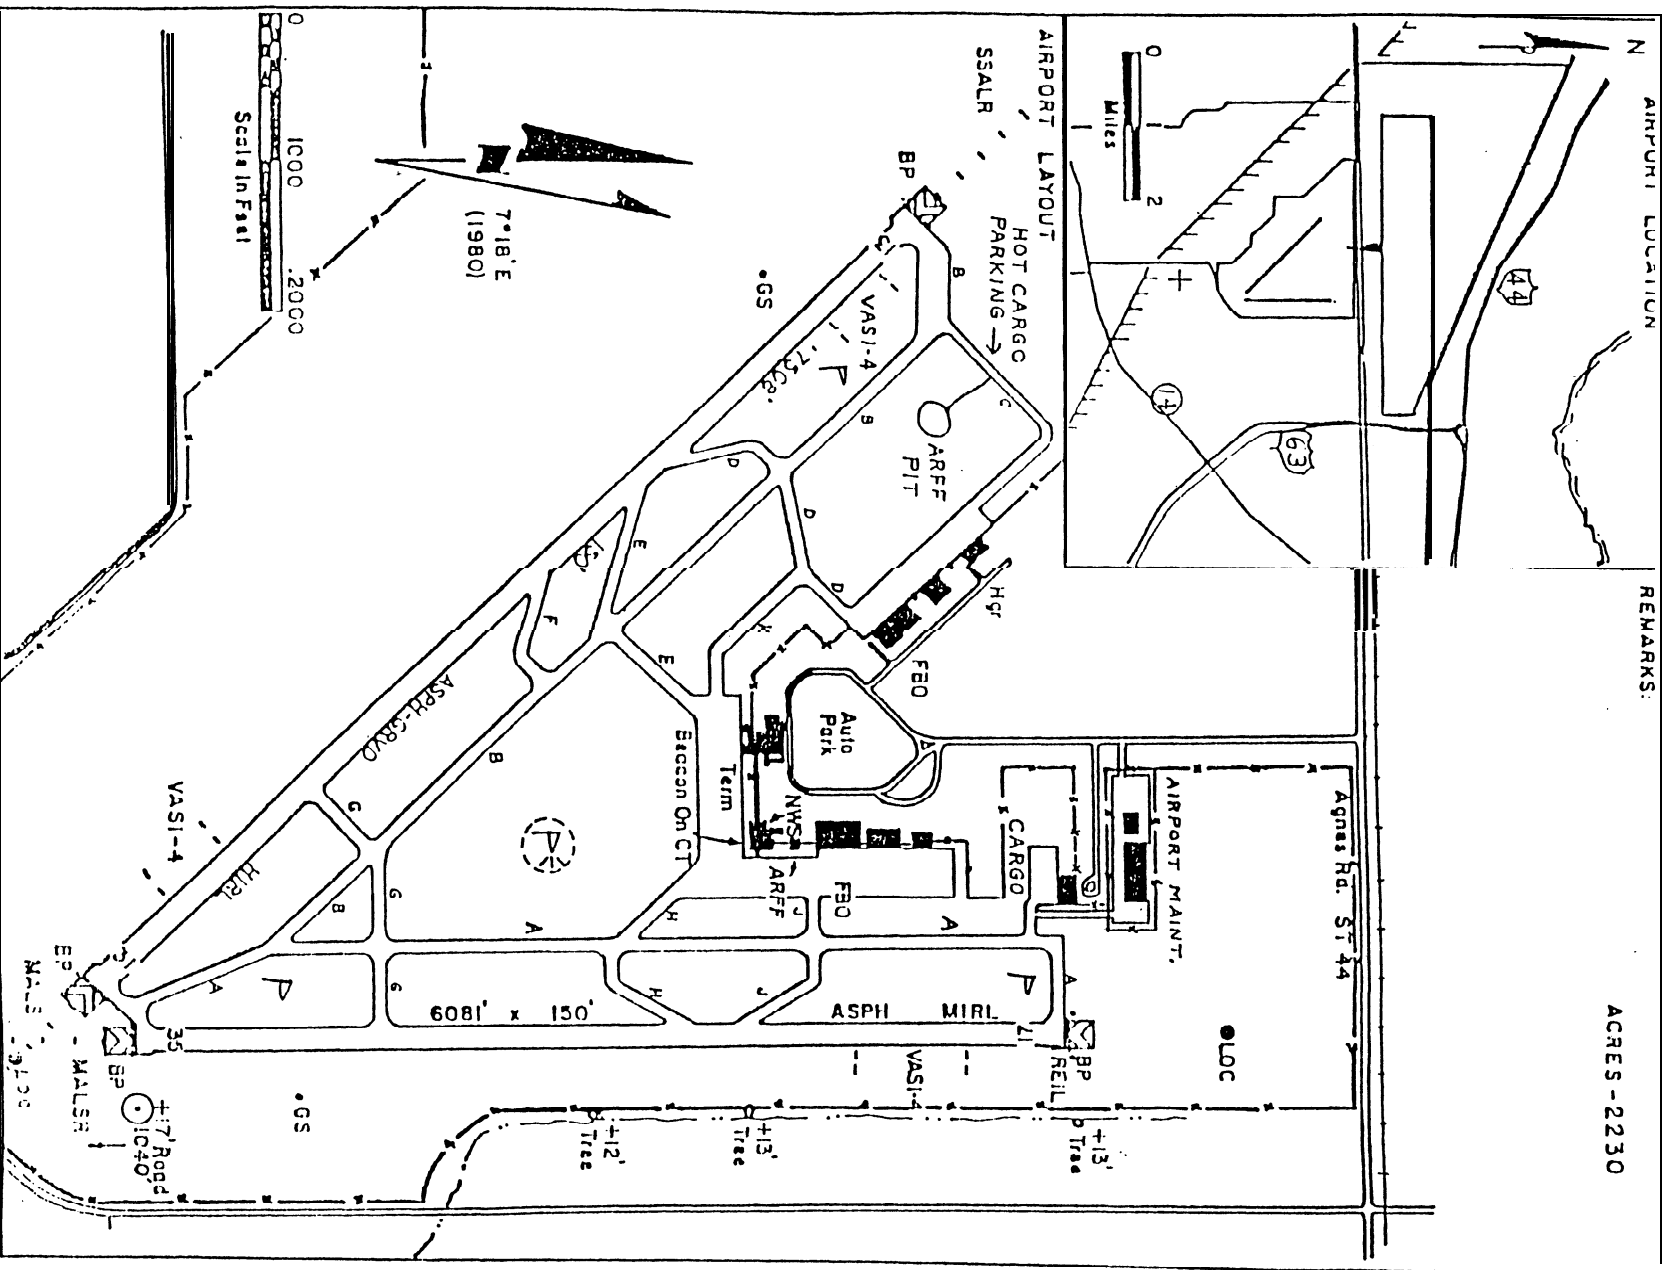 N
AIRPORT LOCATION
REMARKS:
ACRES-2230
44
14
63
0
1
2
Miles
AIRPORT LAYOUT
SSALR
BP
HOT CARGO
PARKING
B
C
GS
VASI-4
ARFF
PIT
B
D
D
D
E
F
E
X
Hgr
FBO
Auto
Park
Term
Beacon On CT
NWS
ARFF
FBO
CARGO
AIRPORT MAINT.
Agnes Rd.
ST 44
7°18'E
(1980)
0
1000
2000
Scale in Feet
ASPH-GRVD
B
G
VASI-4
HIRL
B
G
G
A
A
A
A
H
J
H
J
6081' x 150'
ASPH
MIRL
35
17
BP
REIL
VASI-4
LOC
BP
MALSR
GS
+17' Road
1040'
+12'
Tree
+13'
Tree
+13'
Tree